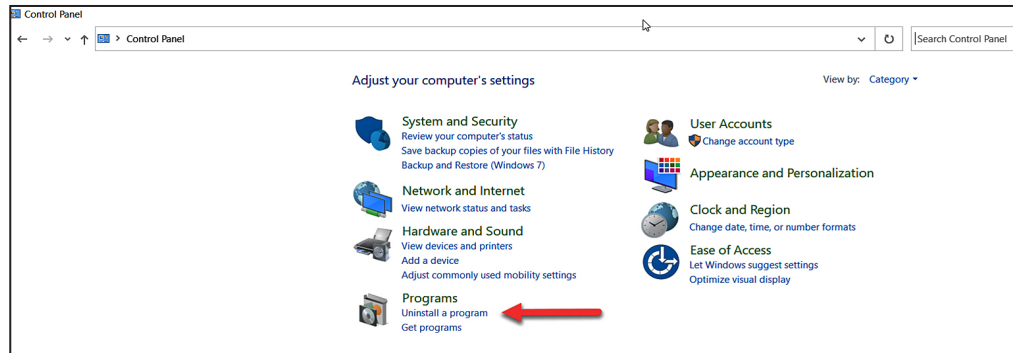 Control Panel
Control Panel
Search Control Panel
Adjust your computer's settings
View by: Category
System and Security
Review your computer's status
Save backup copies of your files with File History
Backup and Restore (Windows 7)
Network and Internet
View network status and tasks
Hardware and Sound
View devices and printers
Add a device
Adjust commonly used mobility settings
Programs
Uninstall a program
Get programs
User Accounts
Change account type
Appearance and Personalization
Clock and Region
Change date, time, or number formats
Ease of Access
Let Windows suggest settings
Optimize visual display